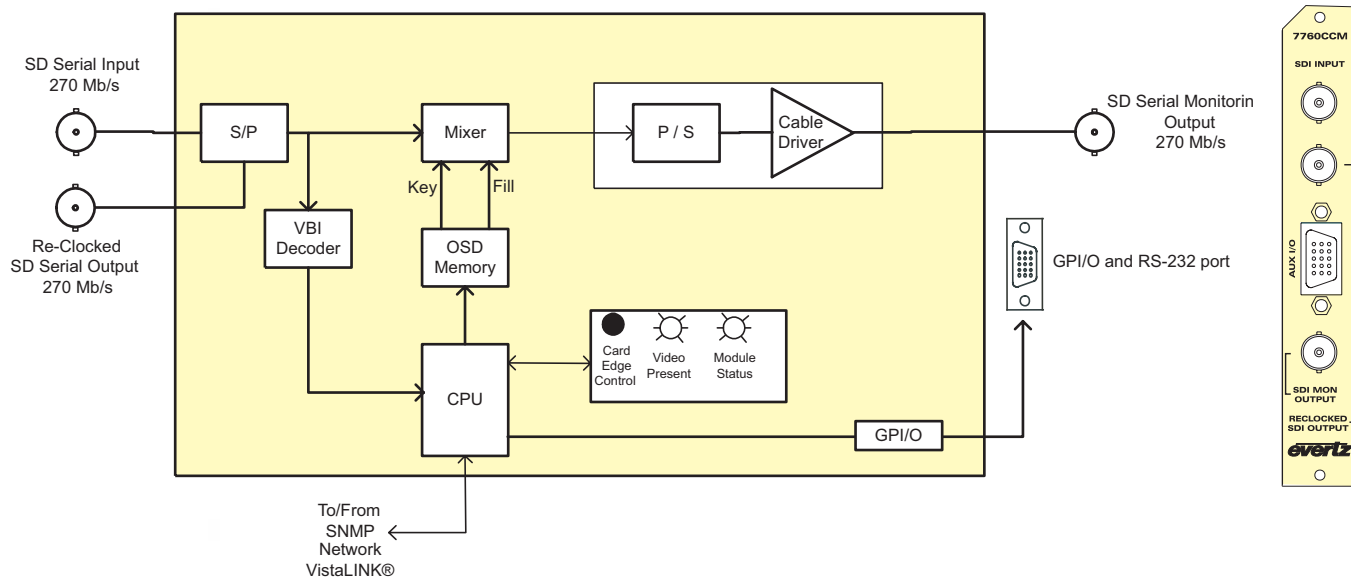 SD Serial Input
270 Mb/s
Re-Clocked
SD Serial Output
270 Mb/s
S/P
VBI
Decoder
Mixer
Key
Fill
OSD
Memory
CPU
P / S
Cable
Driver
Card
Edge
Control
Video
Present
Module
Status
GPI/O
To/From
SNMP
Network
VistaLINK®
SD Serial Monitorin
Output
270 Mb/s
GPI/O and RS-232 port
7760CCM
SDI INPUT
AUX I/O
SDI MON
OUTPUT
RECLOCKED
SDI OUTPUT
evertz